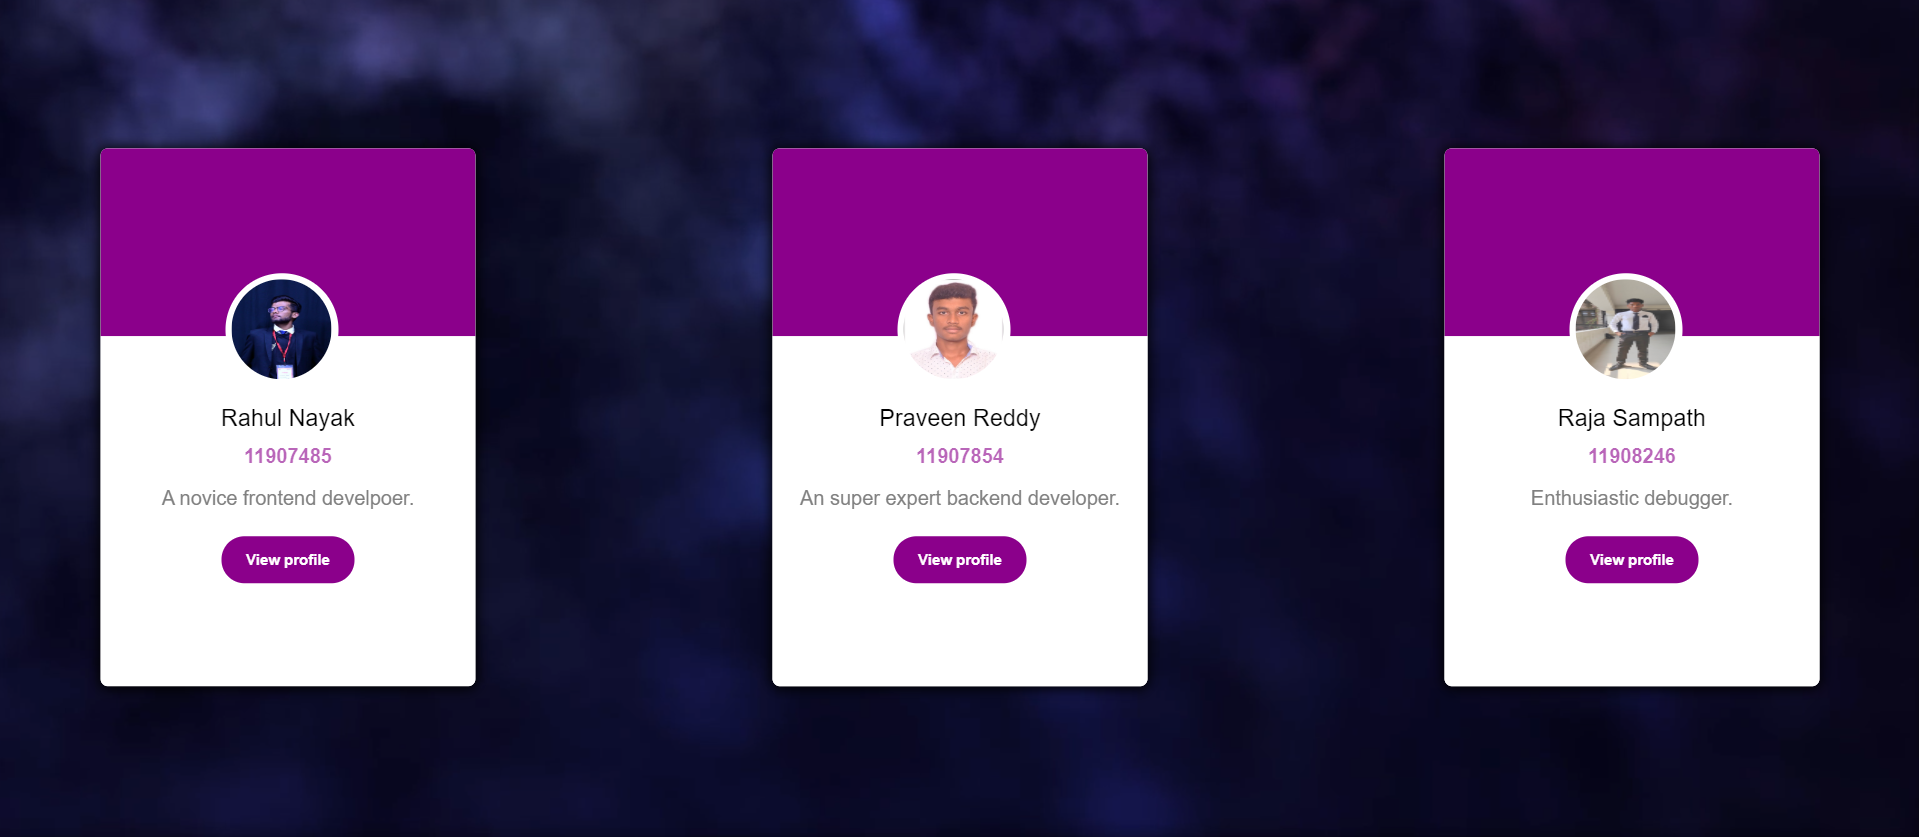 Rahul Nayak
11907485
A novice frontend develpoer.
View profile
Praveen Reddy
11907854
An super expert backend developer.
View profile
Raja Sampath
11908246
Enthusiastic debugger.
View profile